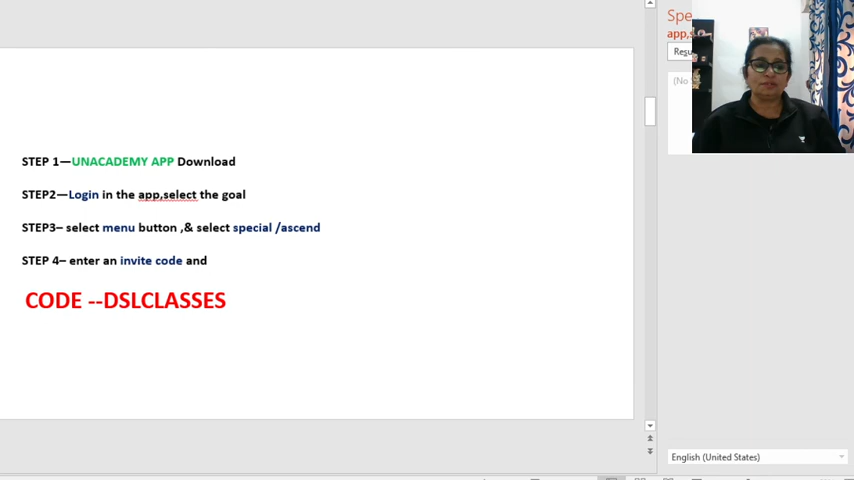 STEP 1—UNACADEMY APP Download
STEP2—Login in the app,select the goal
STEP3– select menu button ,& select special /ascend
STEP 4– enter an invite code and
CODE --DSLCLASSES
app,s
English (United States)